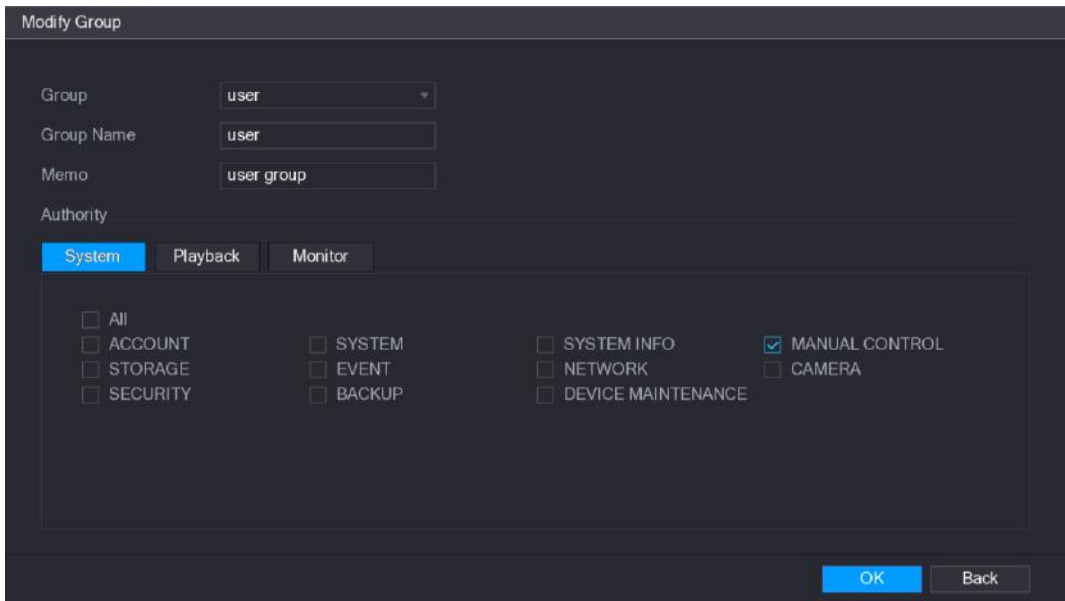 Modify Group
Group user
Group Name user
Memo user group
Authority
System Playback Monitor
All
ACCOUNT SYSTEM SYSTEM INFO MANUAL CONTROL
STORAGE EVENT NETWORK CAMERA
SECURITY BACKUP DEVICE MAINTENANCE
OK Back